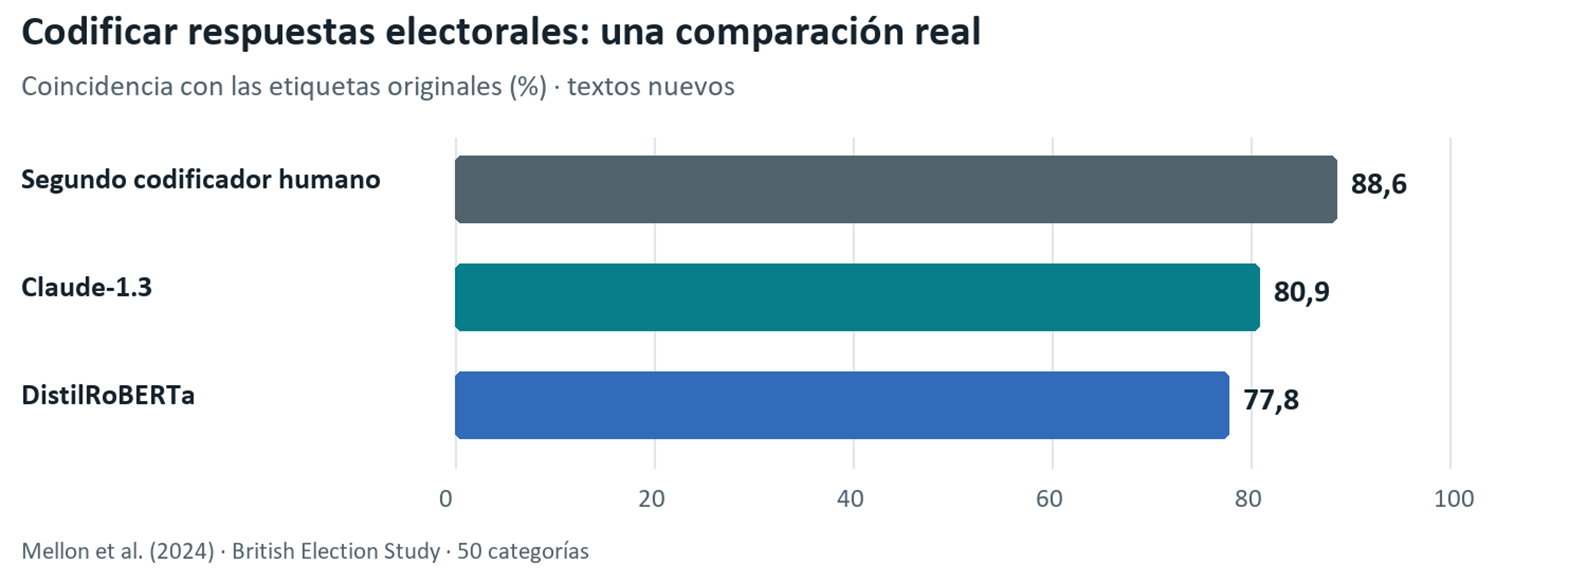 Codificar respuestas electorales: una comparación real
Coincidencia con las etiquetas originales (%) · textos nuevos
Segundo codificador humano
88,6
Claude-1.3
80,9
DistilRoBERTa
77,8
0 20 40 60 80 100
Mellon et al. (2024) · British Election Study · 50 categorías